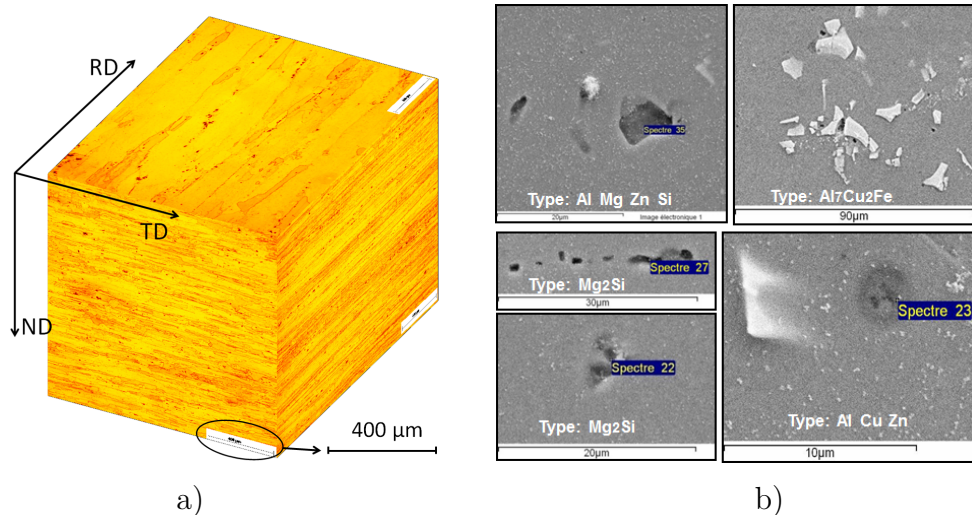 RD
TD
ND
400 µm
a)
Spectre 35
Type: Al Mg Zn Si
20µm
Image électronique 1
Type: Al7Cu2Fe
90µm
Spectre 27
Type: Mg2Si
30µm
Spectre 22
Type: Mg2Si
20µm
Spectre 23
Type: Al Cu Zn
10µm
b)